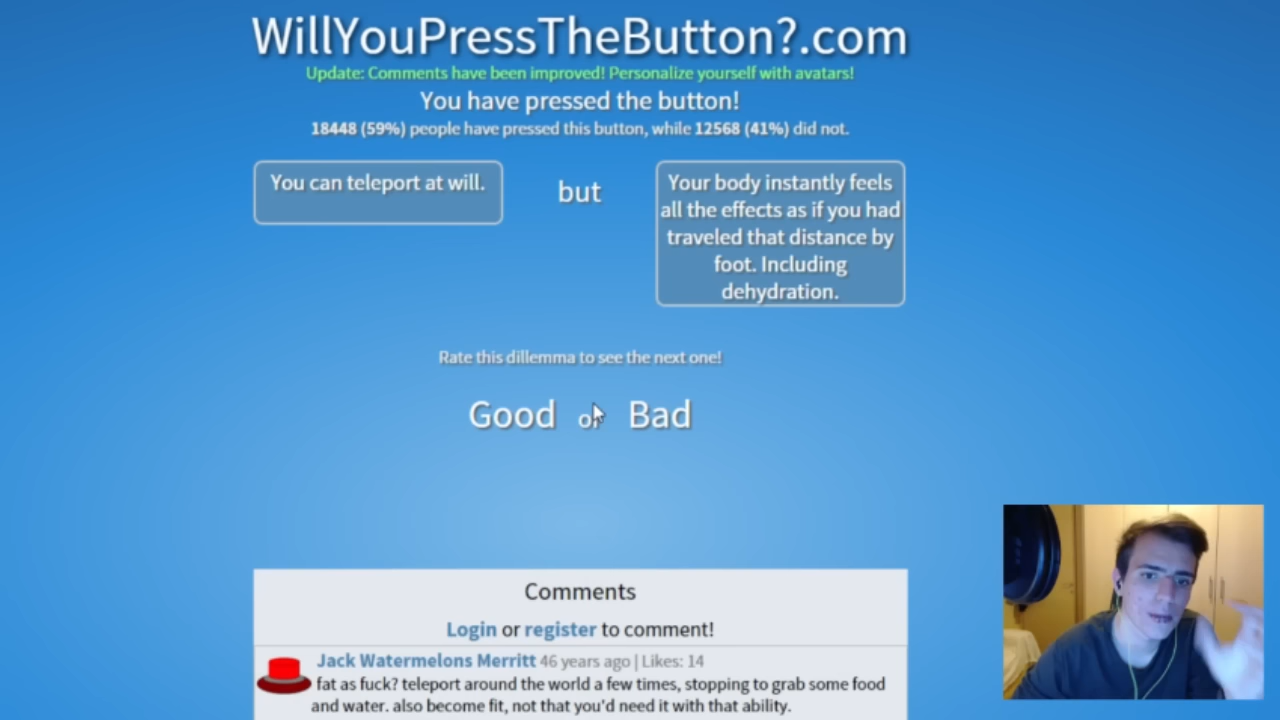 WillYouPressTheButton?.com
Update: Comments have been improved! Personalize yourself with avatars!
You have pressed the button!
18448 (59%) people have pressed this button, while 12568 (41%) did not.
You can teleport at will.
but
Your body instantly feels
all the effects as if you had
traveled that distance by
foot. Including
dehydration.
Rate this dillemma to see the next one!
Good or Bad
Comments
Login or register to comment!
Jack Watermelons Merritt 46 years ago | Likes: 14
fat as fuck? teleport around the world a few times, stopping to grab some food
and water. also become fit, not that you'd need it with that ability.